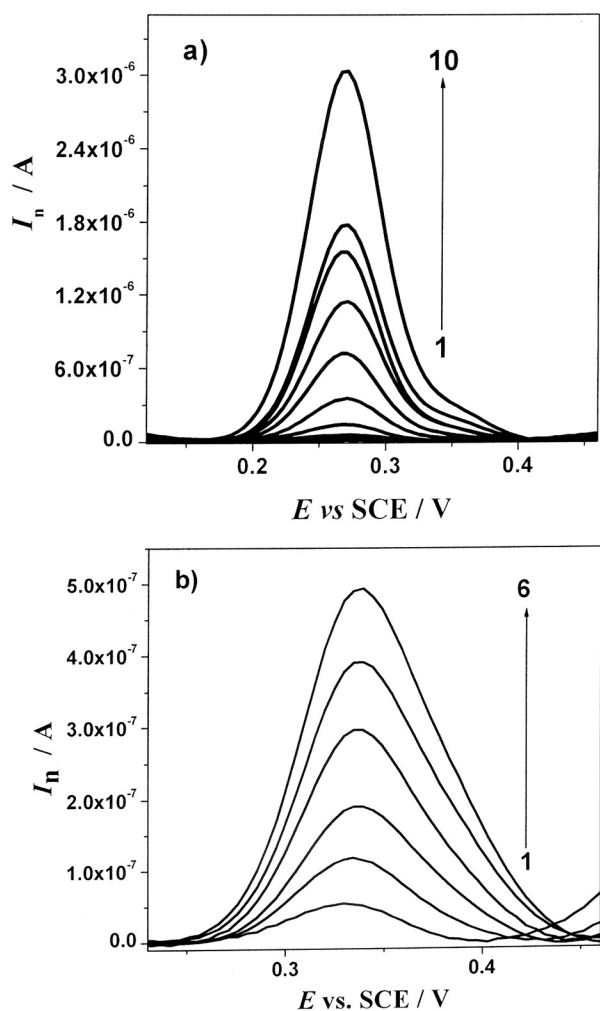 a)
10
3.0x10⁻⁶
2.4x10⁻⁶
1.8x10⁻⁶
1.2x10⁻⁶
6.0x10⁻⁷
0.0
1
Iₙ / A
0.2 0.3 0.4
E vs SCE / V
b)
6
5.0x10⁻⁷
4.0x10⁻⁷
3.0x10⁻⁷
2.0x10⁻⁷
1.0x10⁻⁷
0.0
1
Iₙ / A
0.3 0.4
E vs. SCE / V